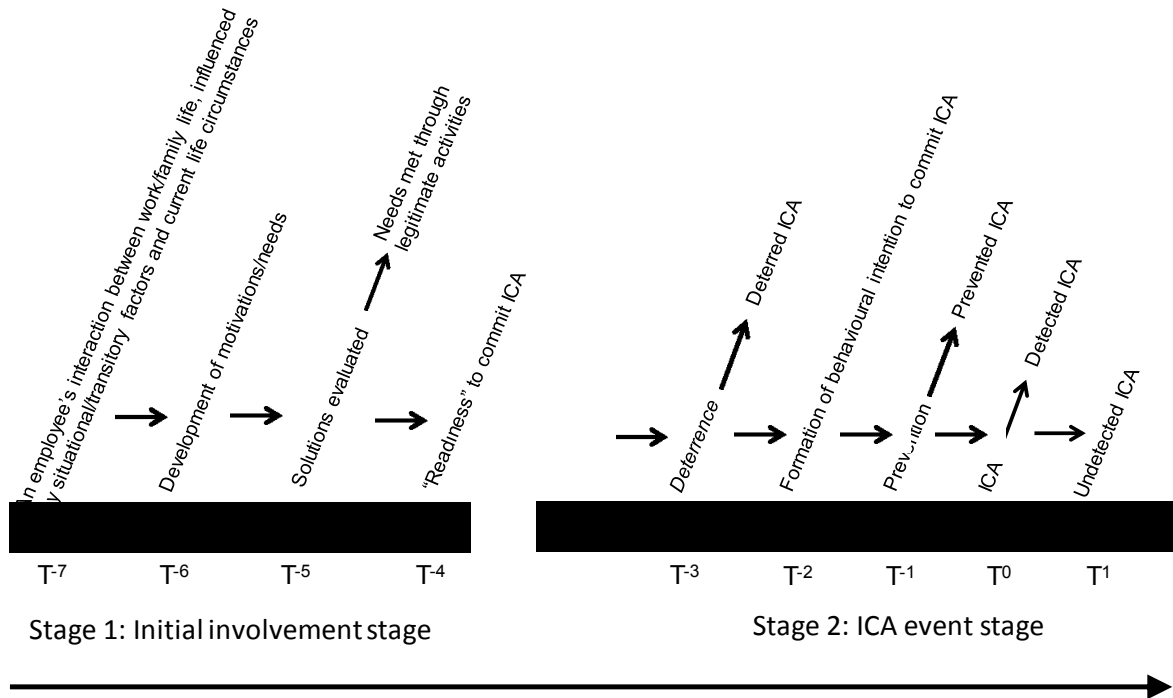 n employee's interaction between work/family life, influenced
y situational/transitory factors and current life circumstances
Development of motivations/needs
Solutions evaluated
Needs met through
legitimate activities
“Readiness” to commit ICA
Deterrence
Deterred ICA
Formation of behavioural intention to commit ICA
Prevention
Prevented ICA
ICA
Detected ICA
Undetected ICA
T-7 T-6 T-5 T-4 T-3 T-2 T-1 T0 T1
Stage 1: Initial involvement stage
Stage 2: ICA event stage